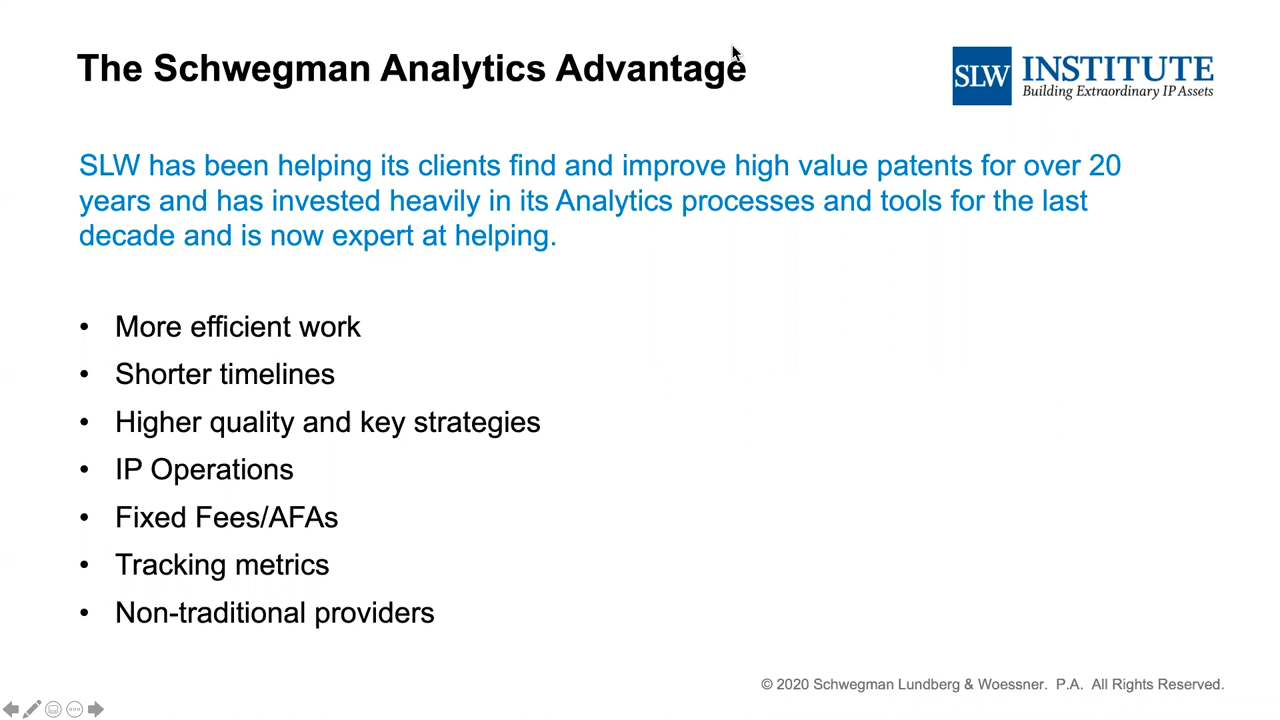 The Schwegman Analytics Advantage
SLW
INSTITUTE
Building Extraordinary IP Assets
SLW has been helping its clients find and improve high value patents for over 20
years and has invested heavily in its Analytics processes and tools for the last
decade and is now expert at helping.
• More efficient work
• Shorter timelines
• Higher quality and key strategies
• IP Operations
• Fixed Fees/AFAs
• Tracking metrics
• Non-traditional providers
© 2020 Schwegman Lundberg & Woessner. P.A. All Rights Reserved.